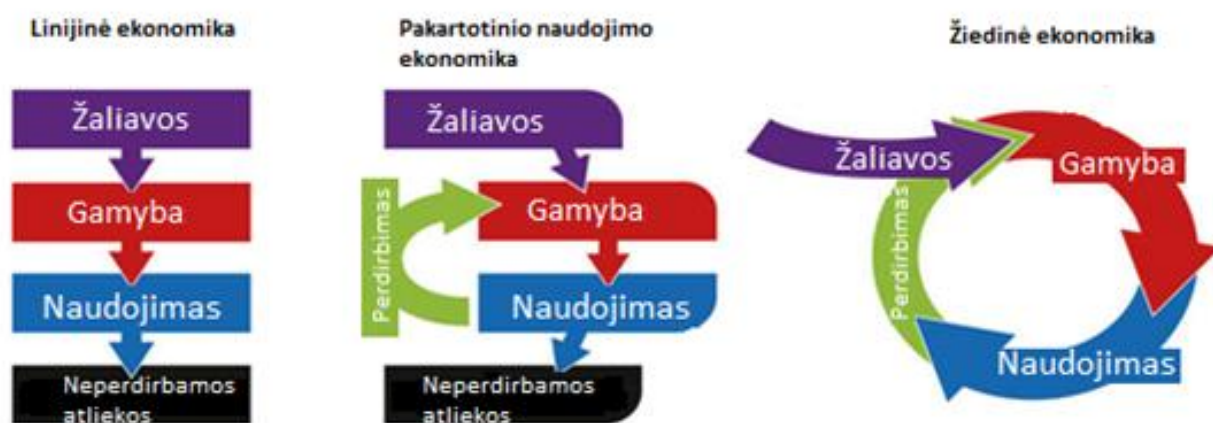 Linijinė ekonomika
Žaliavos
Gamyba
Naudojimas
Neperdirbamos
atliekos
Pakartotinio naudojimo
ekonomika
Žaliavos
Gamyba
Perdirbimas
Naudojimas
Neperdirbamos
atliekos
Žiedinė ekonomika
Žaliavos
Gamyba
Perdirbimas
Naudojimas